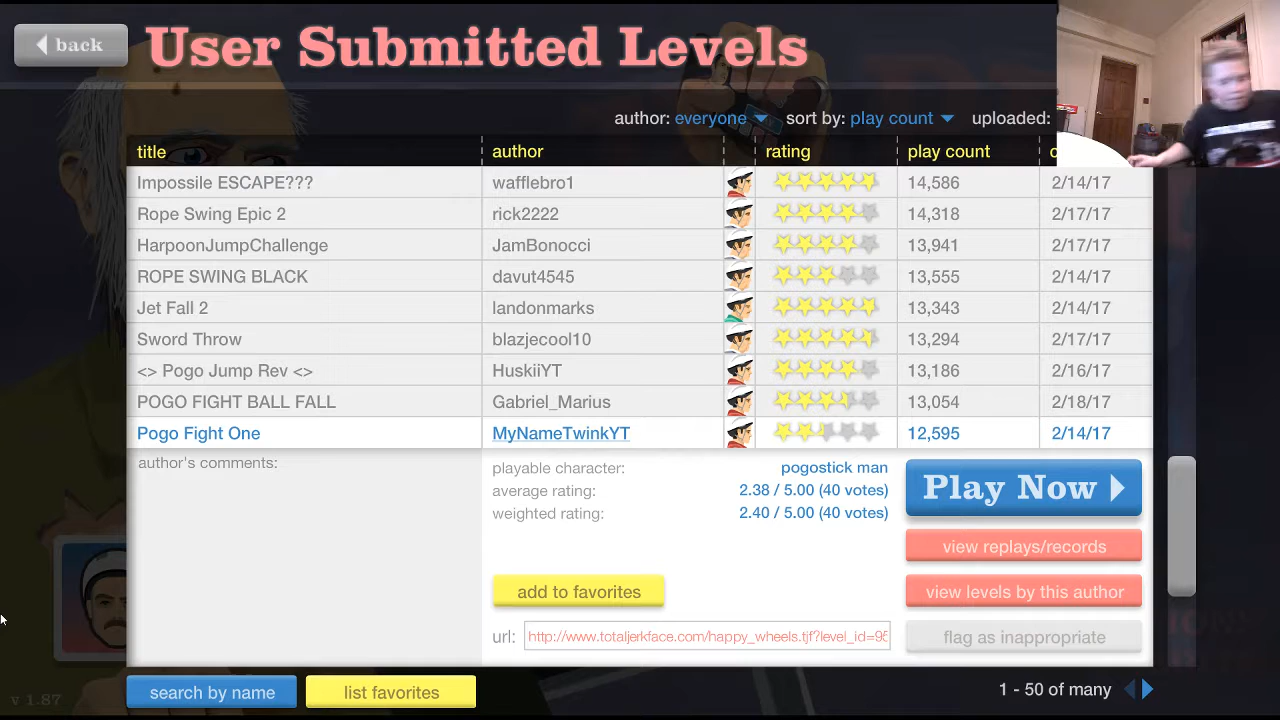 back
User Submitted Levels
author: everyone sort by: play count uploaded:
title author rating play count
Impossile ESCAPE??? wafflebro1 14,586 2/14/17
Rope Swing Epic 2 rick2222 14,318 2/17/17
HarpoonJumpChallenge JamBonocci 13,941 2/17/17
ROPE SWING BLACK davut4545 13,555 2/14/17
Jet Fall 2 landonmarks 13,343 2/14/17
Sword Throw blazjecool10 13,294 2/17/17
<> Pogo Jump Rev <> HuskiiYT 13,186 2/16/17
POGO FIGHT BALL FALL Gabriel_Marius 13,054 2/18/17
Pogo Fight One MyNameTwinkYT 12,595 2/14/17
author's comments:
playable character: pogostick man
average rating: 2.38 / 5.00 (40 votes)
weighted rating: 2.40 / 5.00 (40 votes)
Play Now
view replays/records
add to favorites
view levels by this author
url: http://www.totaljerkface.com/happy_wheels.tjf?level_id=95
flag as inappropriate
search by name list favorites 1 - 50 of many
v 1.87